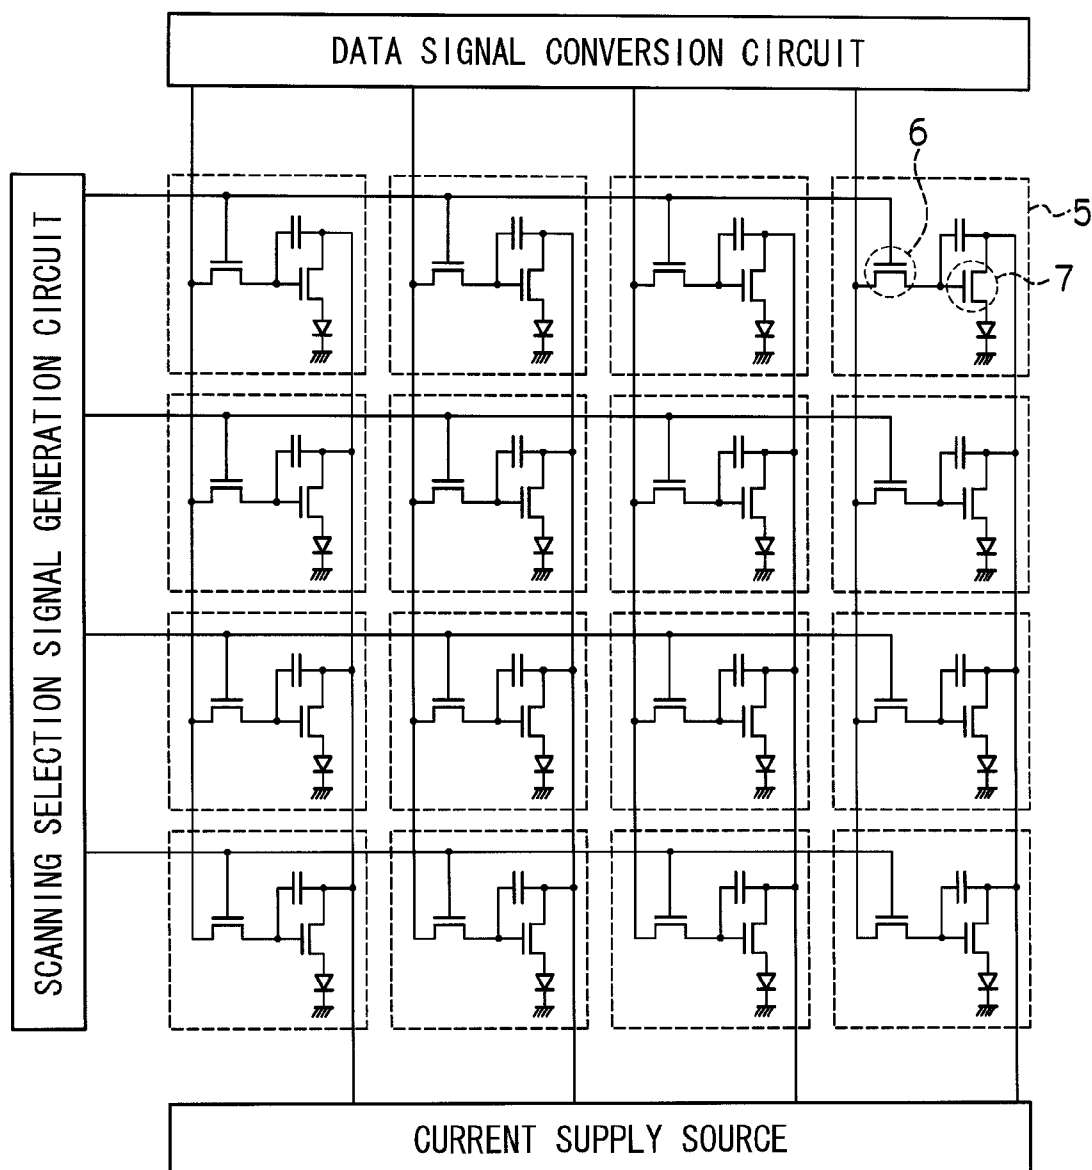 DATA SIGNAL CONVERSION CIRCUIT
6
5
7
SCANNING SELECTION SIGNAL GENERATION CIRCUIT
CURRENT SUPPLY SOURCE